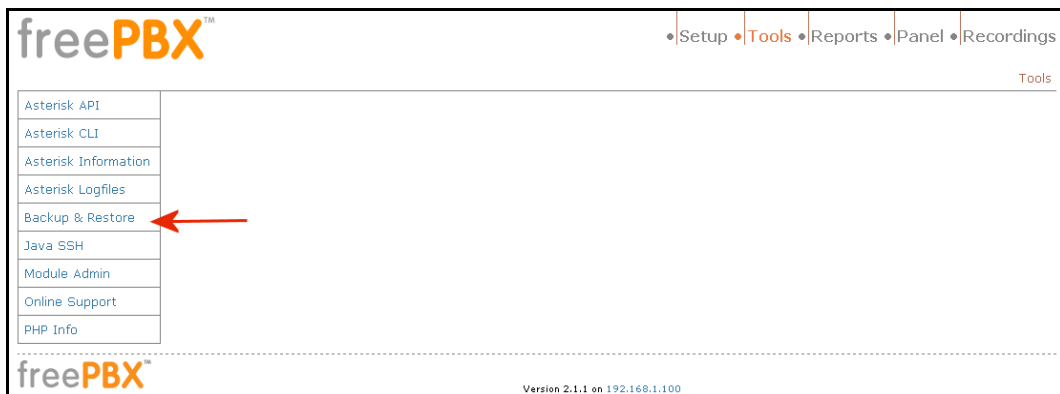 freePBX™
Setup Tools Reports Panel Recordings
Tools
Asterisk API
Asterisk CLI
Asterisk Information
Asterisk Logfiles
Backup & Restore
Java SSH
Module Admin
Online Support
PHP Info
freePBX™
Version 2.1.1 on 192.168.1.100